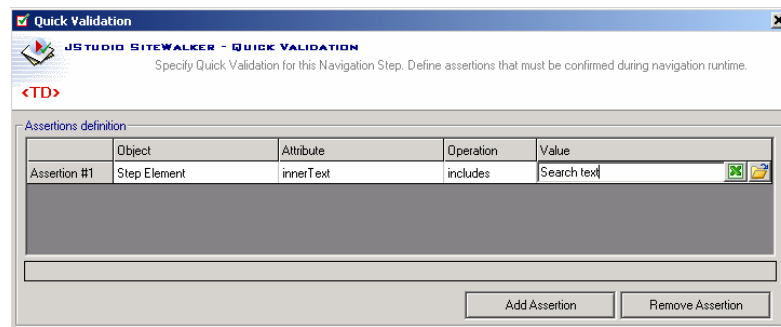 Quick Validation
JStudio SiteWalker - Quick Validation
Specify Quick Validation for this Navigation Step. Define assertions that must be confirmed during navigation runtime.
<TD>
Assertions definition
Object Attribute Operation Value
Assertion #1 Step Element innerText includes Search text
Add Assertion Remove Assertion